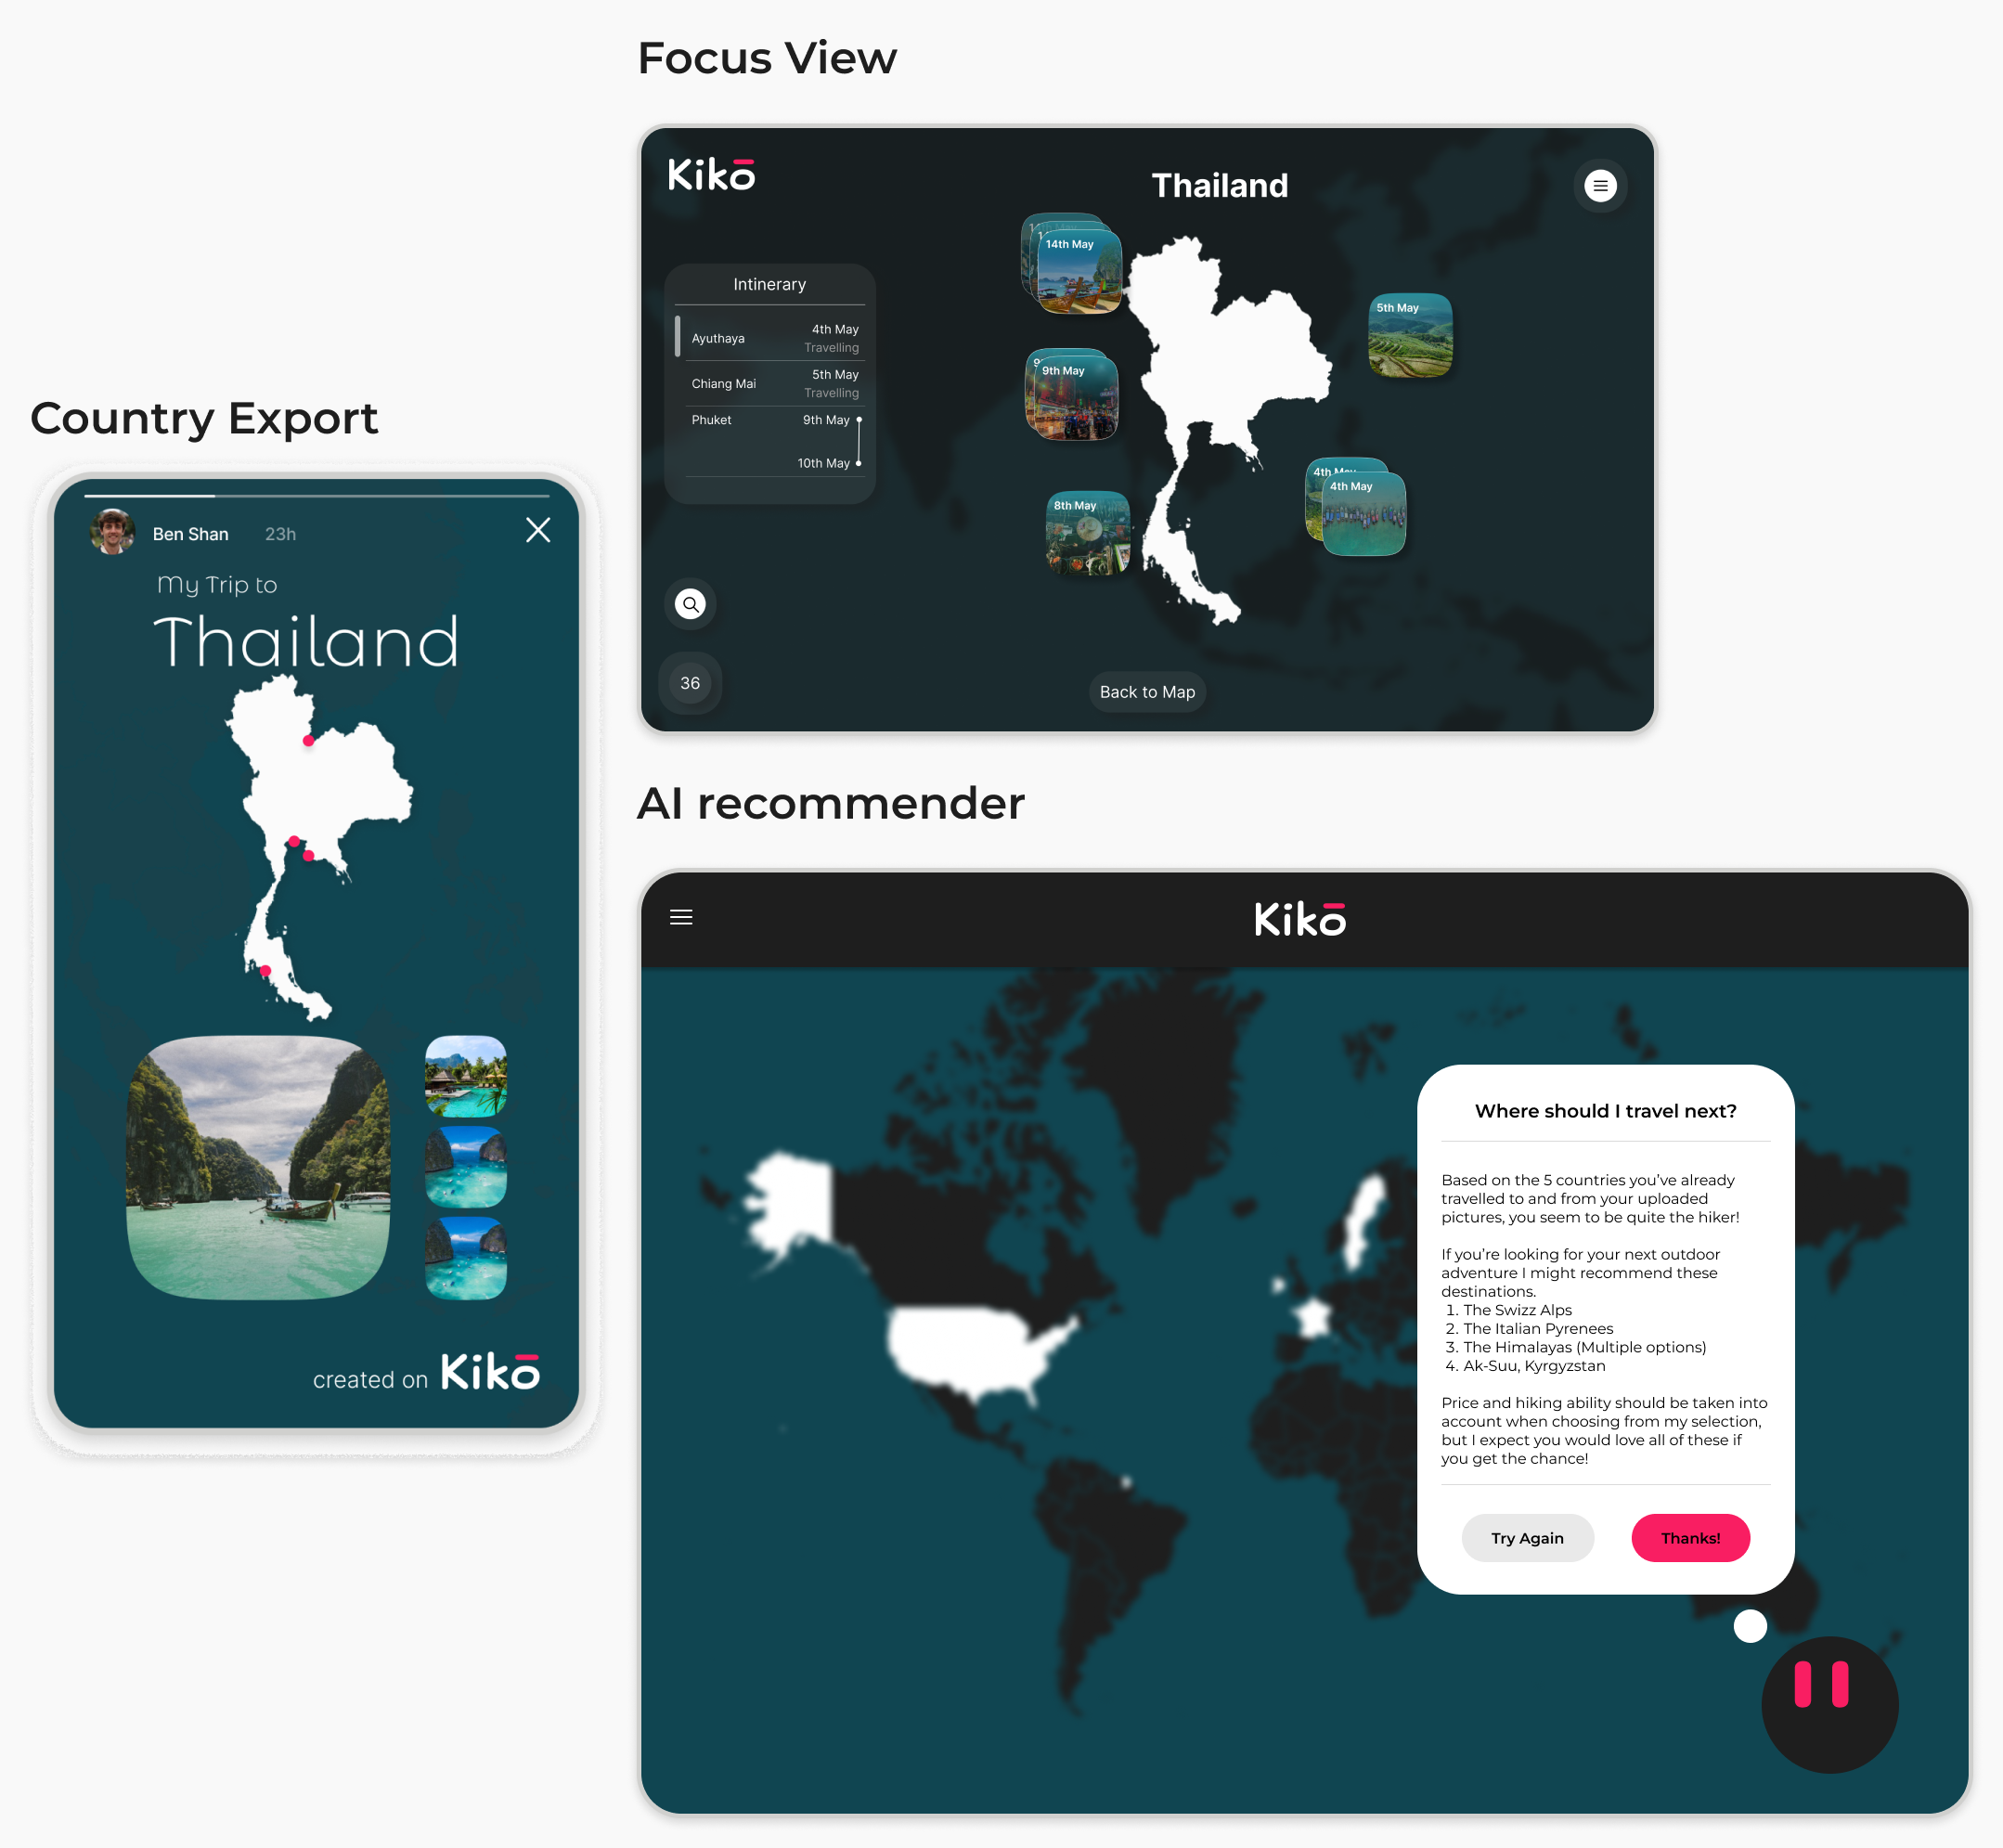 Focus View
Kikō
Thailand
14th May
5th May
9th May
4th May
4th May
8th May
Intinerary
Ayuthaya
4th May
Travelling
Chiang Mai
5th May
Travelling
Phuket
9th May
10th May
36
Back to Map
Country Export
Ben Shan 23h
My Trip to
Thailand
created on Kikō
AI recommender
Kikō
Where should I travel next?
Based on the 5 countries you’ve already
travelled to and from your uploaded
pictures, you seem to be quite the hiker!
If you’re looking for your next outdoor
adventure I might recommend these
destinations.
1. The Swizz Alps
2. The Italian Pyrenees
3. The Himalayas (Multiple options)
4. Ak-Suu, Kyrgyzstan
Price and hiking ability should be taken into
account when choosing from my selection,
but I expect you would love all of these if
you get the chance!
Try Again
Thanks!